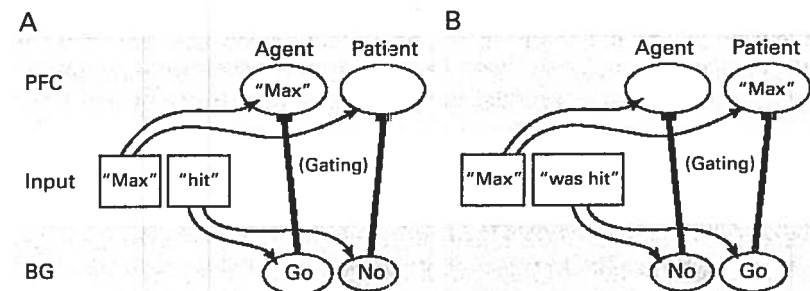 A
Agent Patient
PFC
"Max"
(Gating)
Input
"Max" "hit"
BG
Go No
B
Agent Patient
"Max"
(Gating)
"Max" "was hit"
No Go